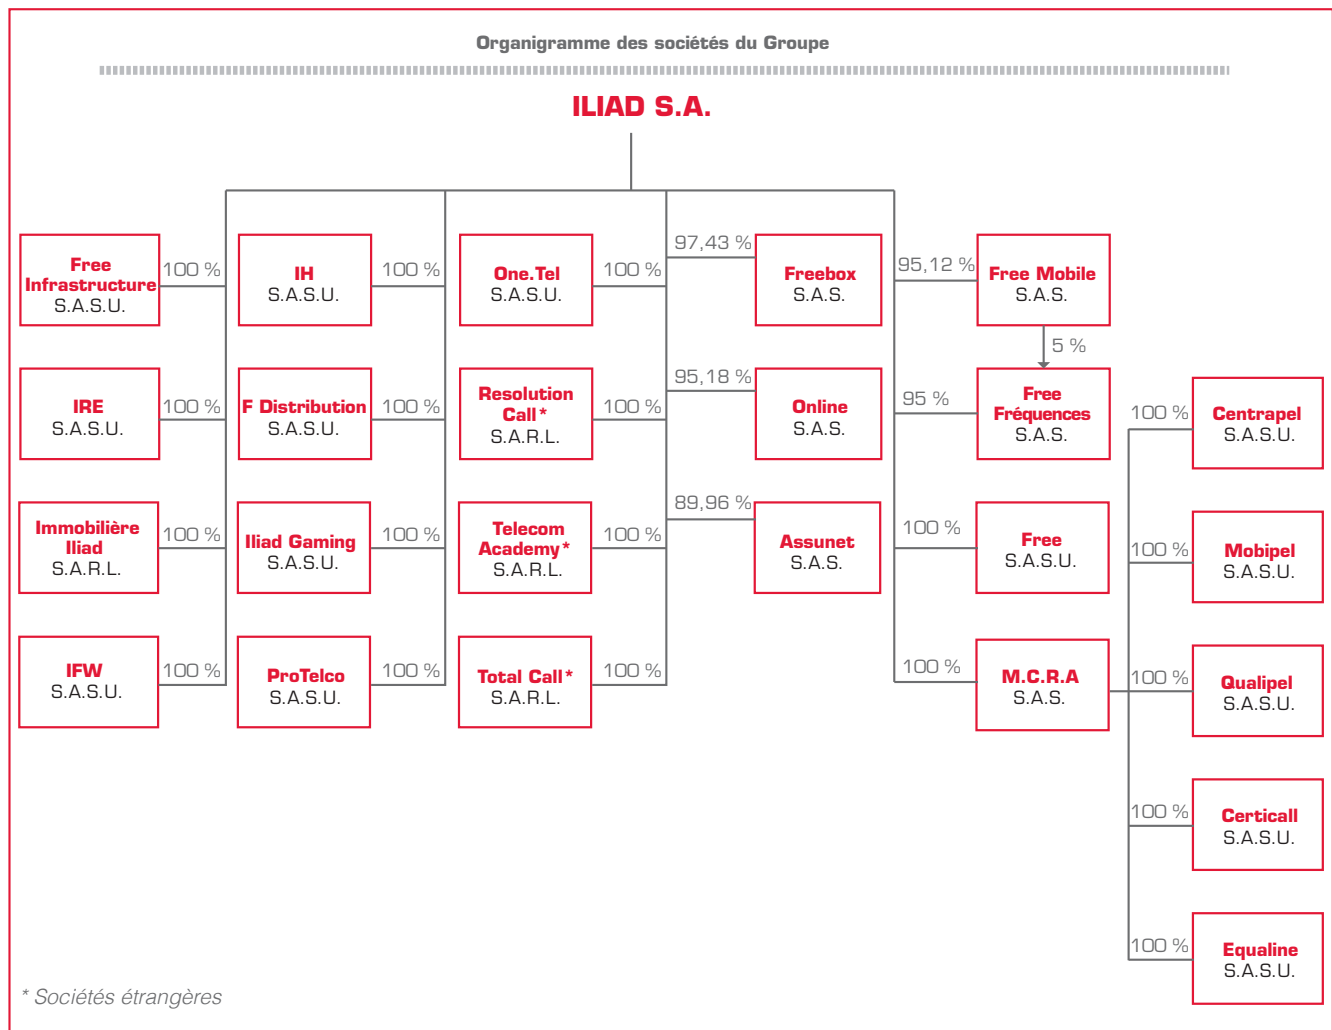 Organigramme des sociétés du Groupe
ILIAD S.A.
Free
Infrastructure
S.A.S.U.
100 %
IRE
S.A.S.U.
100 %
Immobilière
Iliad
S.A.R.L.
100 %
IFW
S.A.S.U.
100 %
IH
S.A.S.U.
100 %
F Distribution
S.A.S.U.
100 %
Iliad Gaming
S.A.S.U.
100 %
ProTelco
S.A.S.U.
100 %
One.Tel
S.A.S.U.
100 %
Resolution
Call*
S.A.R.L.
100 %
Telecom
Academy*
S.A.R.L.
100 %
Total Call*
S.A.R.L.
100 %
97,43 %
Freebox
S.A.S.
95,18 %
Online
S.A.S.
89,96 %
Assunet
S.A.S.
95,12 %
Free Mobile
S.A.S.
5 %
95 %
Free
Fréquences
S.A.S.
100 %
Free
S.A.S.U.
100 %
M.C.R.A
S.A.S.
100 %
Centrapel
S.A.S.U.
100 %
Mobipel
S.A.S.U.
100 %
Qualipel
S.A.S.U.
100 %
Certicall
S.A.S.U.
100 %
Equaline
S.A.S.U.
* Sociétés étrangères